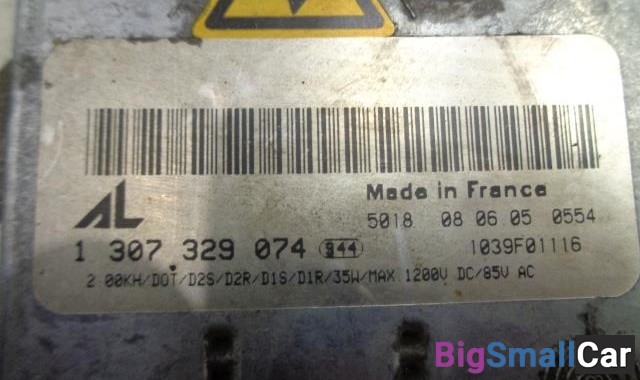 Made in France
AL
5018 08 06.05 0554
1 307 329 074 944
1039F01116
2.00KH/DOT/D2S/D2R/D1S/D1R/35W/MAX.1200V DC/85V AC
BigSmallCar